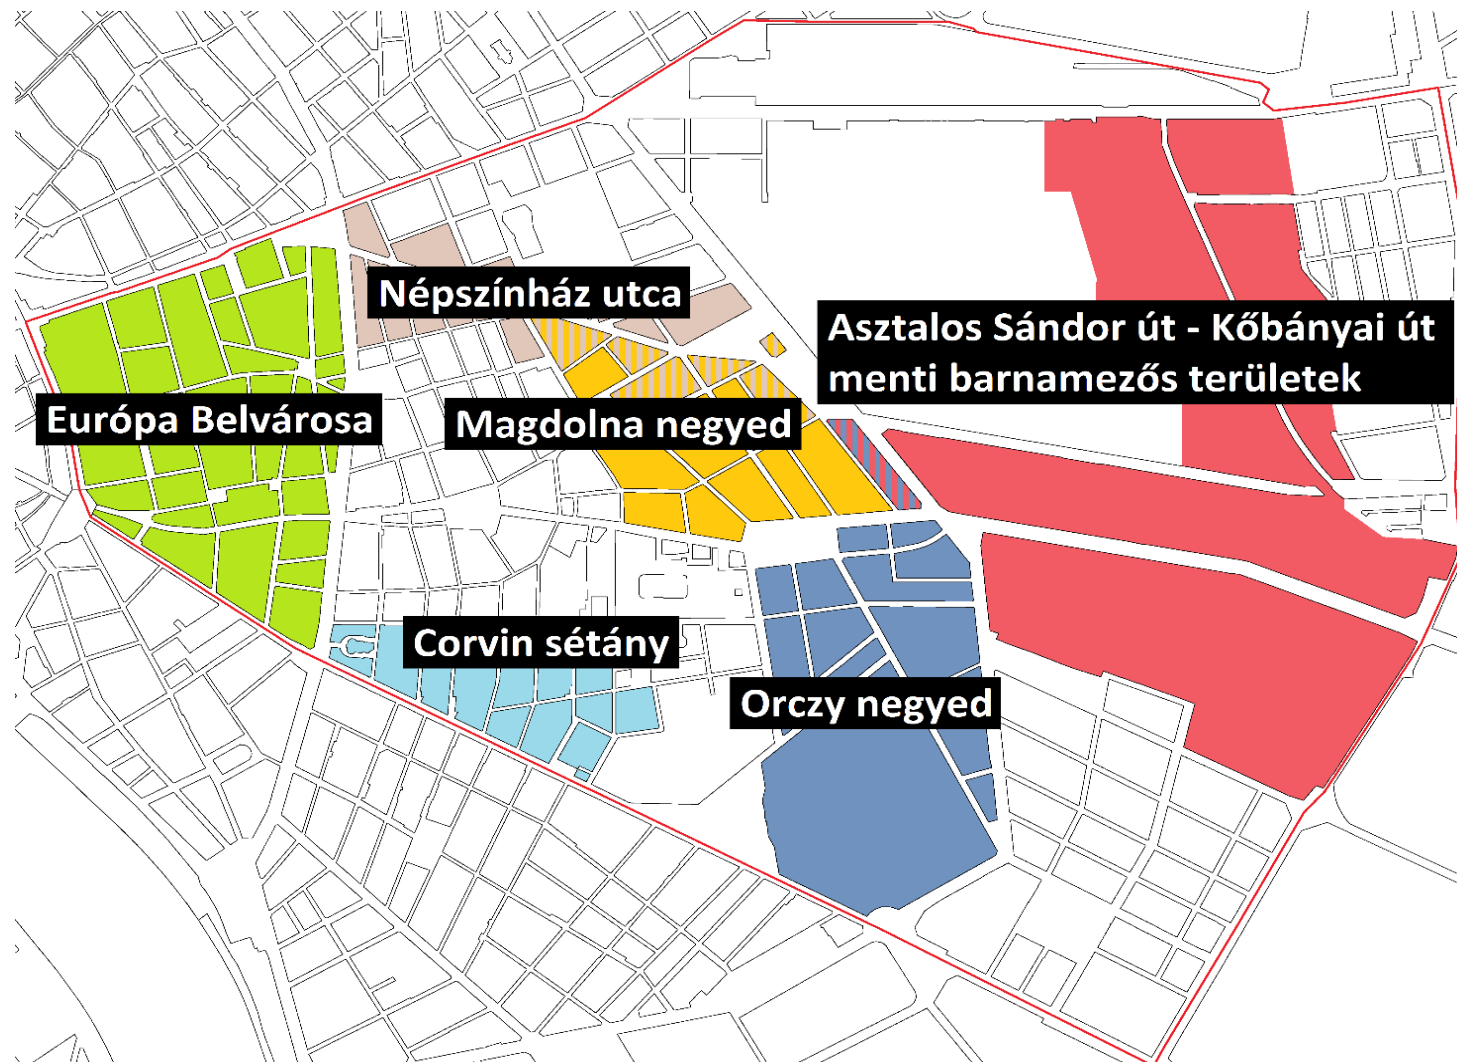 Népszínház utca
Asztalos Sándor út - Kőbányai út
menti barnamezős területek
Európa Belvárosa
Magdolna negyed
Corvin sétány
Orczy negyed